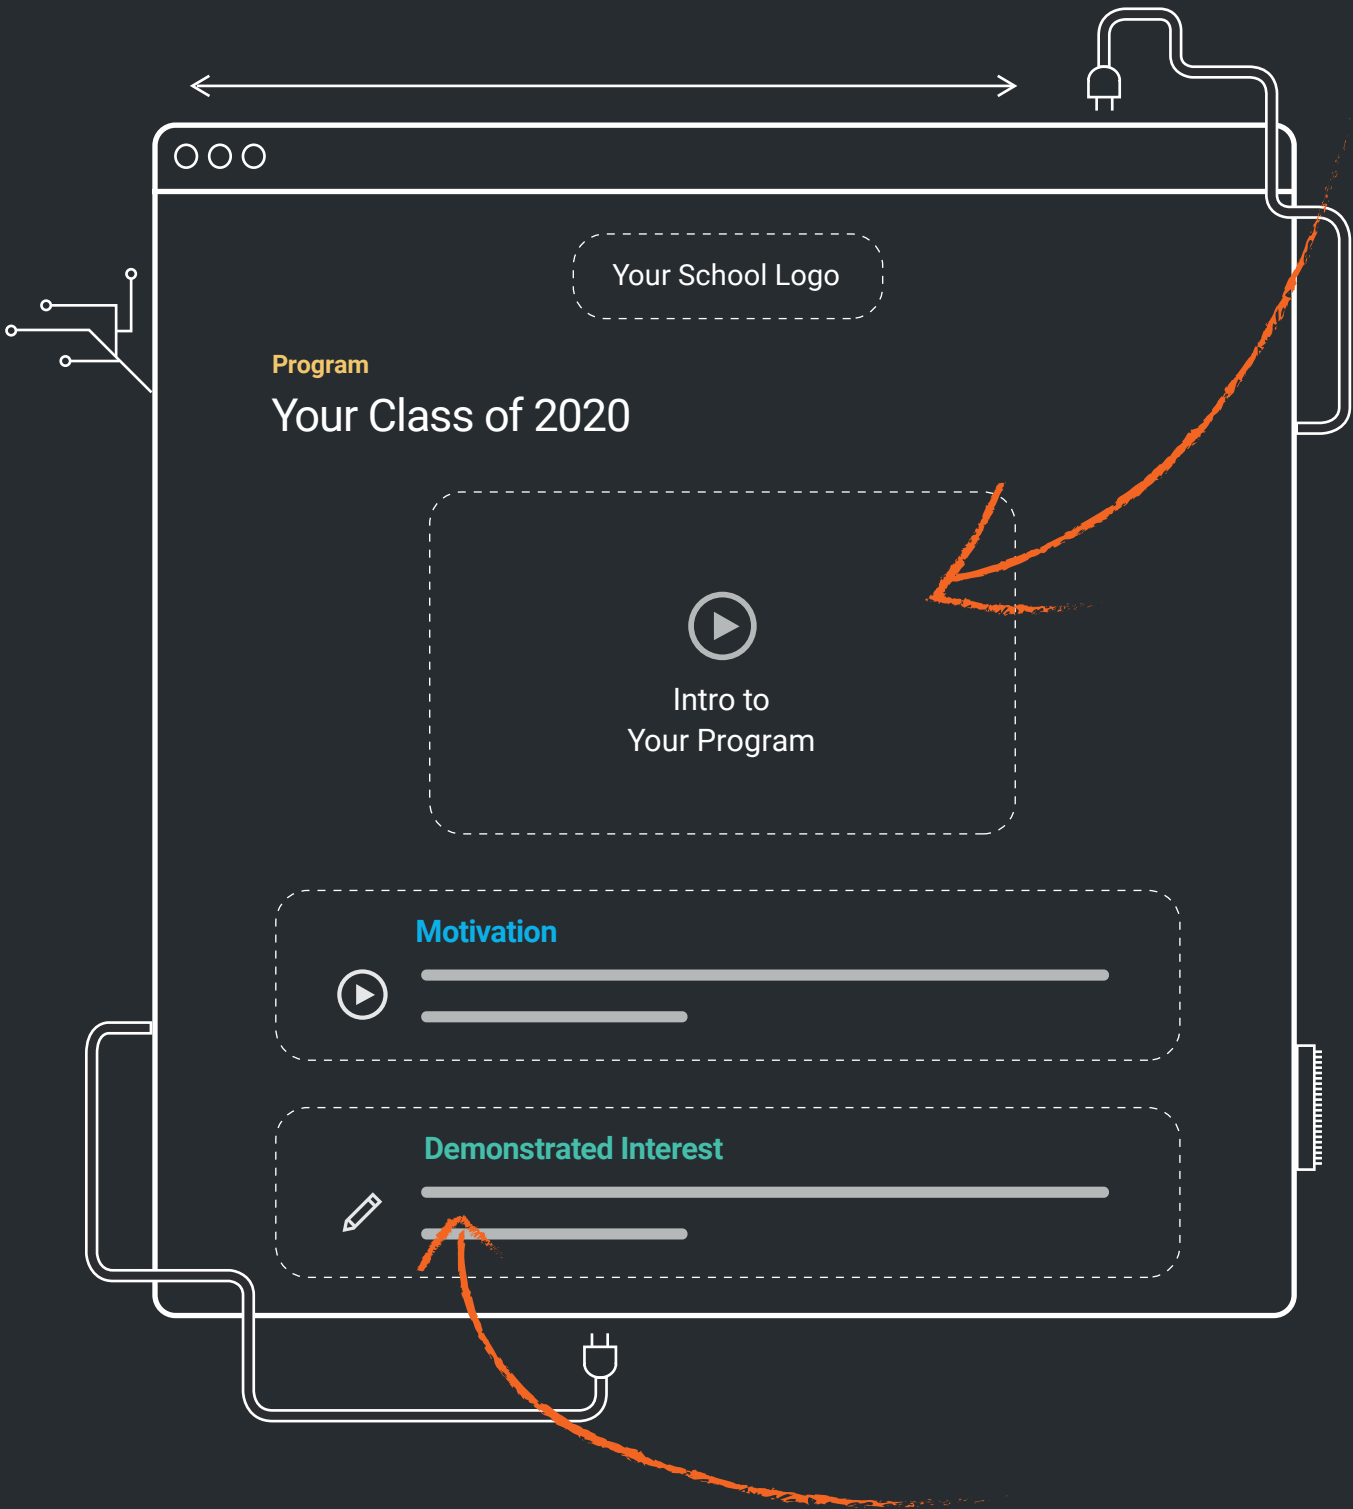 Your School Logo
Program
Your Class of 2020
Intro to
Your Program
Motivation
Demonstrated Interest